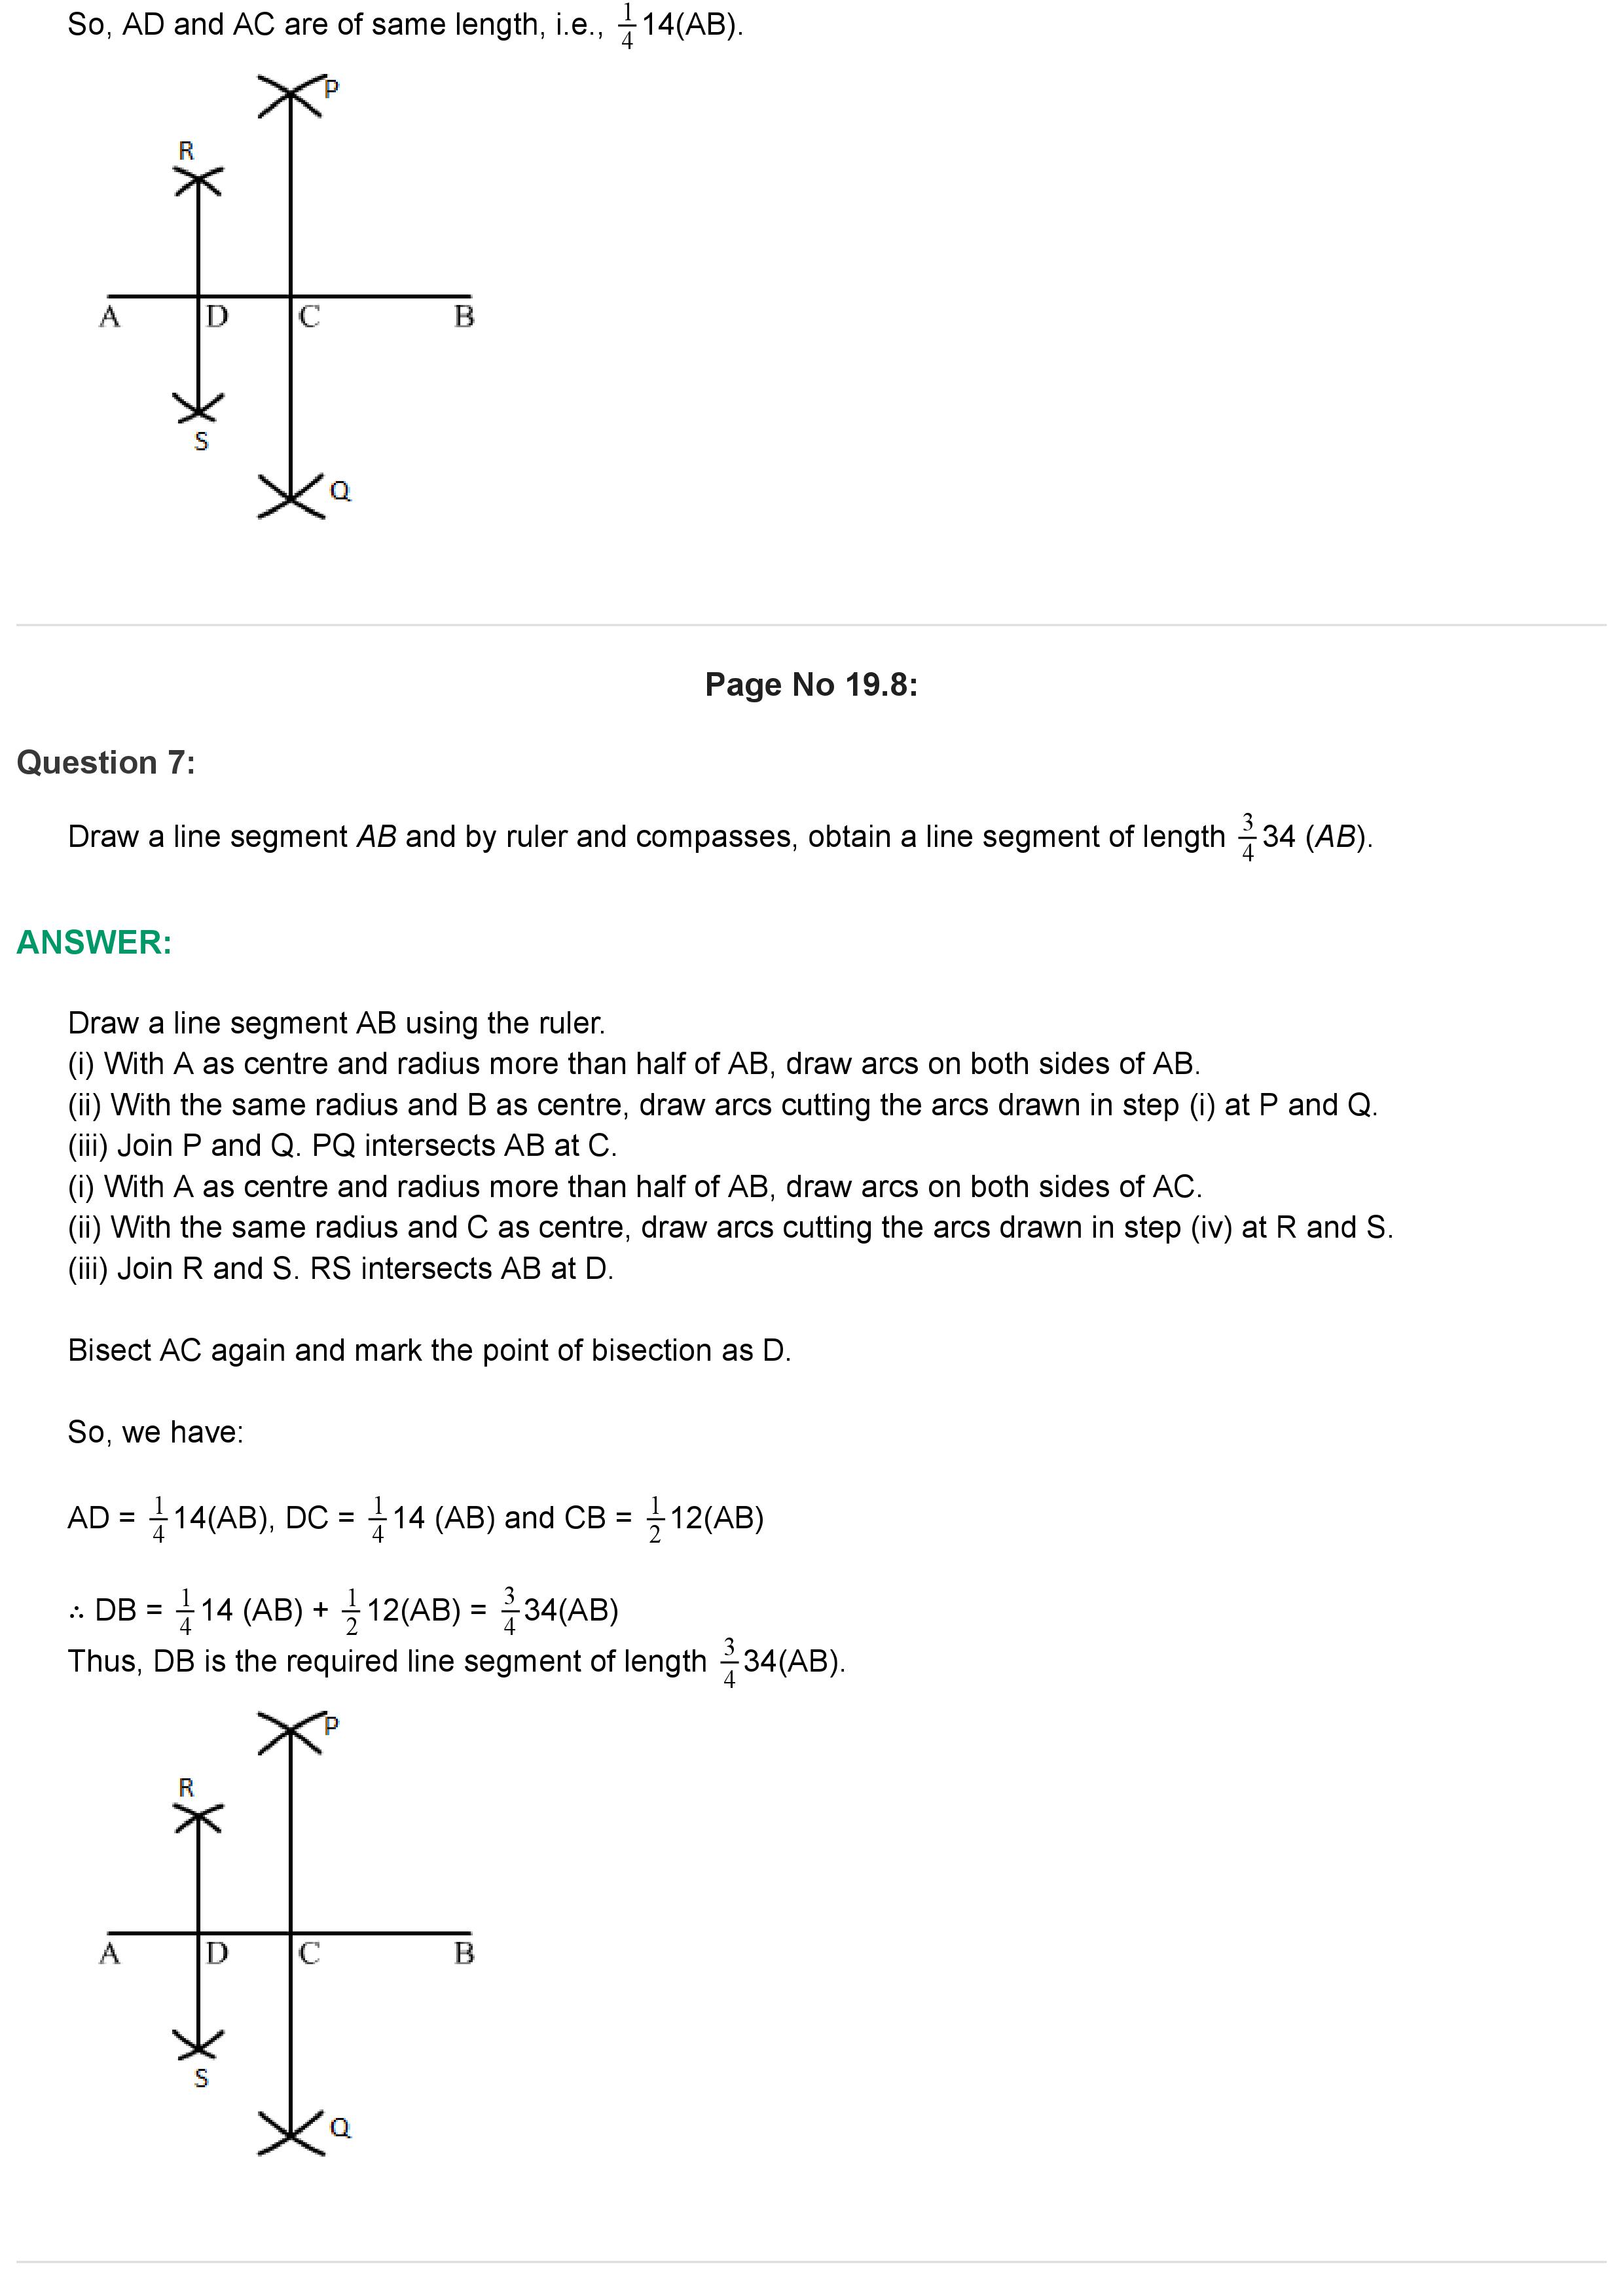 So, AD and AC are of same length, i.e., 1/4 14(AB).
P
R
A D C B
S
Q
Page No 19.8:
Question 7:
Draw a line segment AB and by ruler and compasses, obtain a line segment of length 3/4 34 (AB).
ANSWER:
Draw a line segment AB using the ruler.
(i) With A as centre and radius more than half of AB, draw arcs on both sides of AB.
(ii) With the same radius and B as centre, draw arcs cutting the arcs drawn in step (i) at P and Q.
(iii) Join P and Q. PQ intersects AB at C.
(i) With A as centre and radius more than half of AB, draw arcs on both sides of AC.
(ii) With the same radius and C as centre, draw arcs cutting the arcs drawn in step (iv) at R and S.
(iii) Join R and S. RS intersects AB at D.
Bisect AC again and mark the point of bisection as D.
So, we have:
AD = 1/4 14(AB), DC = 1/4 14 (AB) and CB = 1/2 12(AB)
∴ DB = 1/4 14 (AB) + 1/2 12(AB) = 3/4 34(AB)
Thus, DB is the required line segment of length 3/4 34(AB).
P
R
A D C B
S
Q